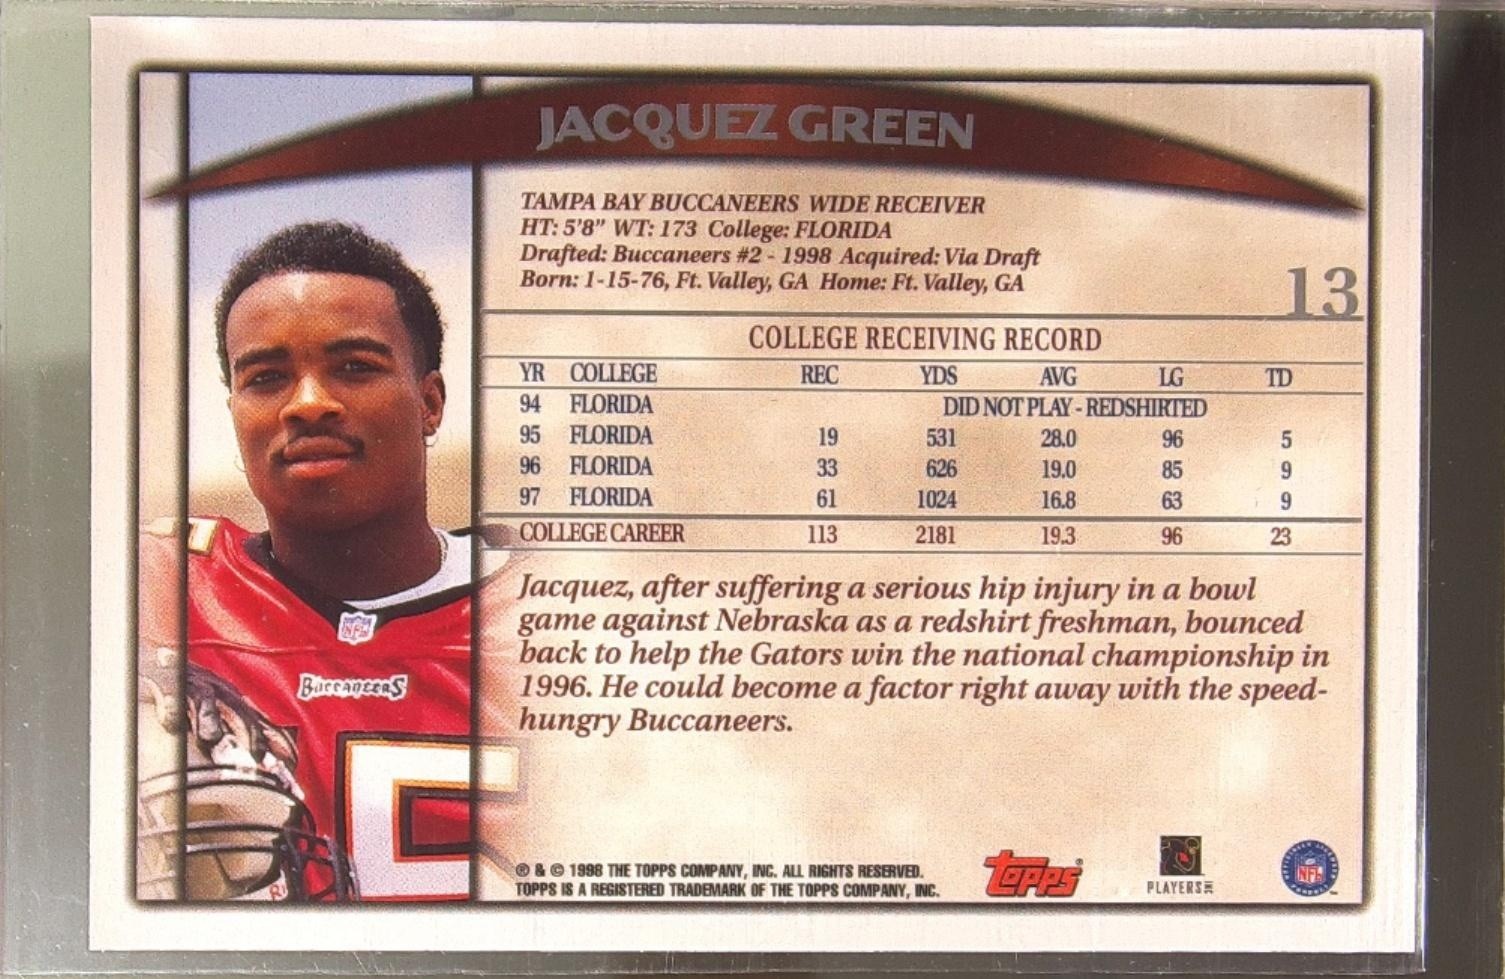 JACQUEZ GREEN
TAMPA BAY BUCCANEERS WIDE RECEIVER
HT: 5'8" WT: 173 College: FLORIDA
Drafted: Buccaneers #2 - 1998 Acquired: Via Draft
Born: 1-15-76, Ft. Valley, GA Home: Ft. Valley, GA
13
COLLEGE RECEIVING RECORD
YR COLLEGE REC YDS AVG LG TD
94 FLORIDA DID NOT PLAY - REDSHIRTED
95 FLORIDA 19 531 28.0 96 5
96 FLORIDA 33 626 19.0 85 9
97 FLORIDA 61 1024 16.8 63 9
COLLEGE CAREER 113 2181 19.3 96 23
Jacquez, after suffering a serious hip injury in a bowl
game against Nebraska as a redshirt freshman, bounced
back to help the Gators win the national championship in
1996. He could become a factor right away with the speed-
hungry Buccaneers.
NFL
BUCCANEERS
5
® & © 1998 THE TOPPS COMPANY, INC. ALL RIGHTS RESERVED.
TOPPS IS A REGISTERED TRADEMARK OF THE TOPPS COMPANY, INC.
Topps®
PLAYERS INC
NFL